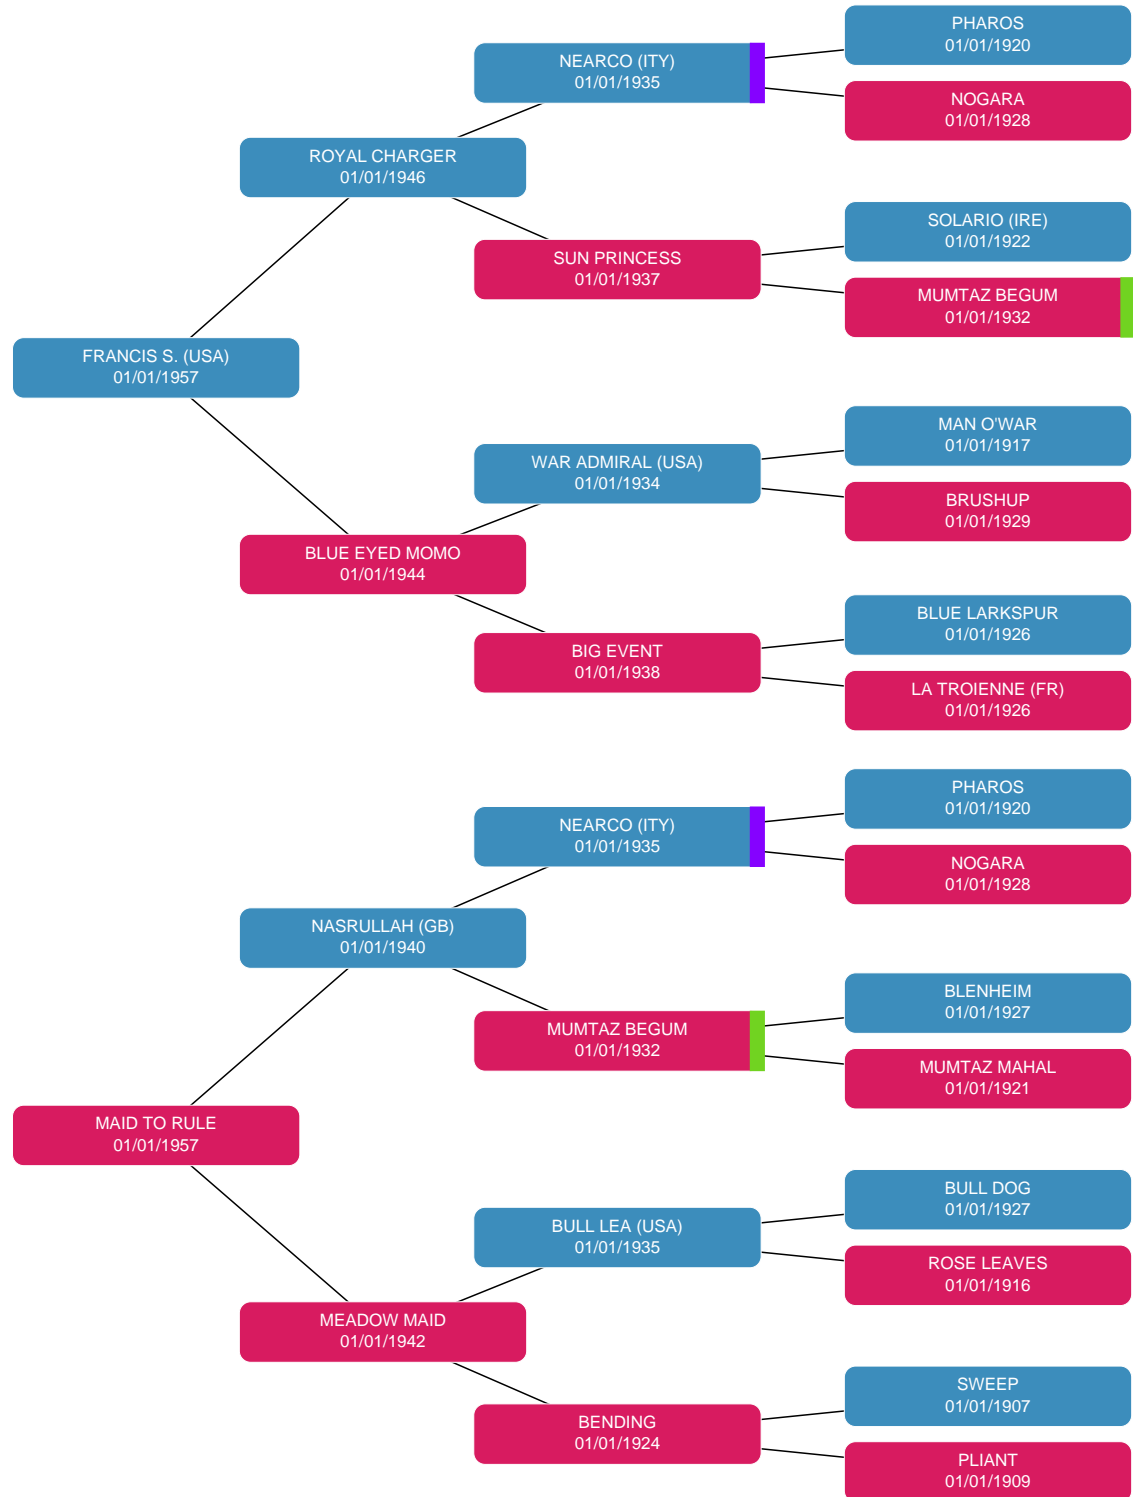 PHAROS
01/01/1920
NEARCO (ITY)
01/01/1935
NOGARA
01/01/1928
ROYAL CHARGER
01/01/1946
SOLARIO (IRE)
01/01/1922
SUN PRINCESS
01/01/1937
MUMTAZ BEGUM
01/01/1932
FRANCIS S. (USA)
01/01/1957
MAN O'WAR
01/01/1917
WAR ADMIRAL (USA)
01/01/1934
BRUSHUP
01/01/1929
BLUE EYED MOMO
01/01/1944
BLUE LARKSPUR
01/01/1926
BIG EVENT
01/01/1938
LA TROIENNE (FR)
01/01/1926
PHAROS
01/01/1920
NEARCO (ITY)
01/01/1935
NOGARA
01/01/1928
NASRULLAH (GB)
01/01/1940
BLENHEIM
01/01/1927
MUMTAZ BEGUM
01/01/1932
MUMTAZ MAHAL
01/01/1921
MAID TO RULE
01/01/1957
BULL DOG
01/01/1927
BULL LEA (USA)
01/01/1935
ROSE LEAVES
01/01/1916
MEADOW MAID
01/01/1942
SWEEP
01/01/1907
BENDING
01/01/1924
PLIANT
01/01/1909